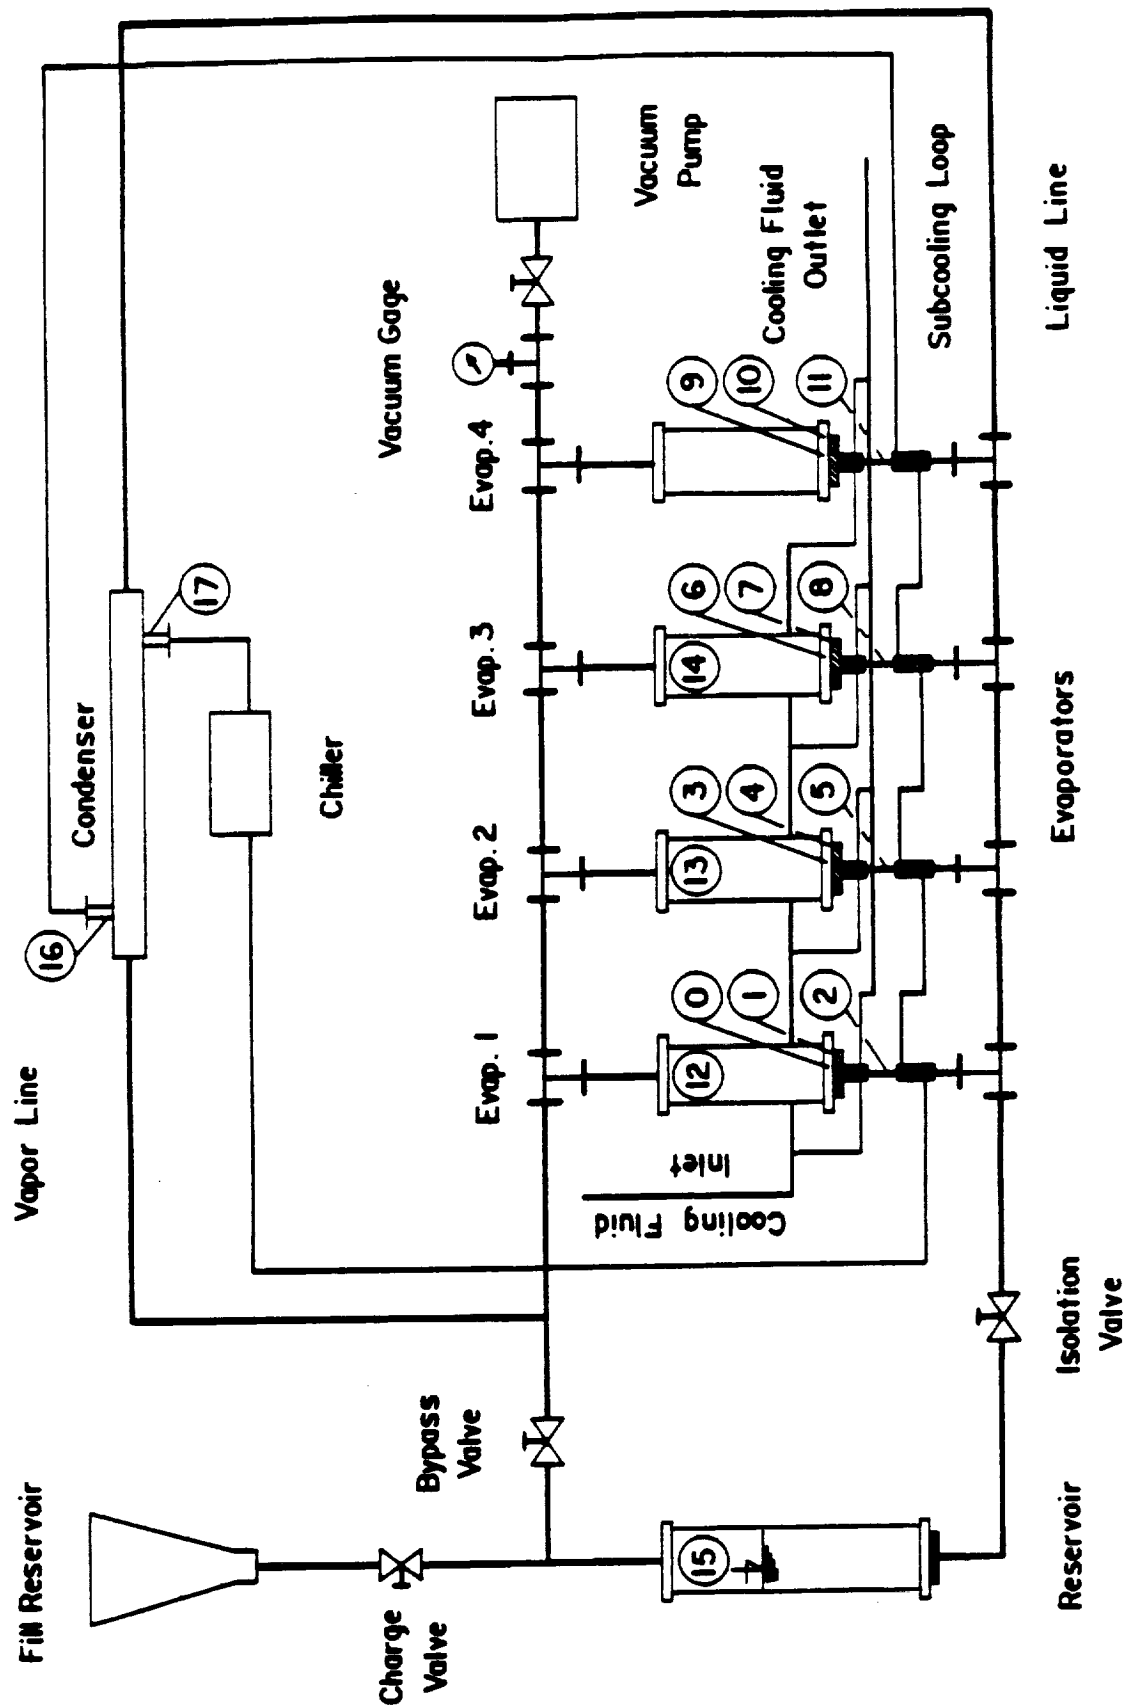 Fill Reservoir
Vapor Line
Condenser
16
17
Chiller
Charge
Valve
Bypass
Valve
Vacuum Gage
Evap. 1
Evap. 2
Evap. 3
Evap. 4
Vacuum
Pump
Cooling Fluid
Inlet
12
0
1
2
13
3
4
5
14
6
7
8
9
10
11
Cooling Fluid
Outlet
Subcooling Loop
15
Reservoir
Isolation
Valve
Evaporators
Liquid Line